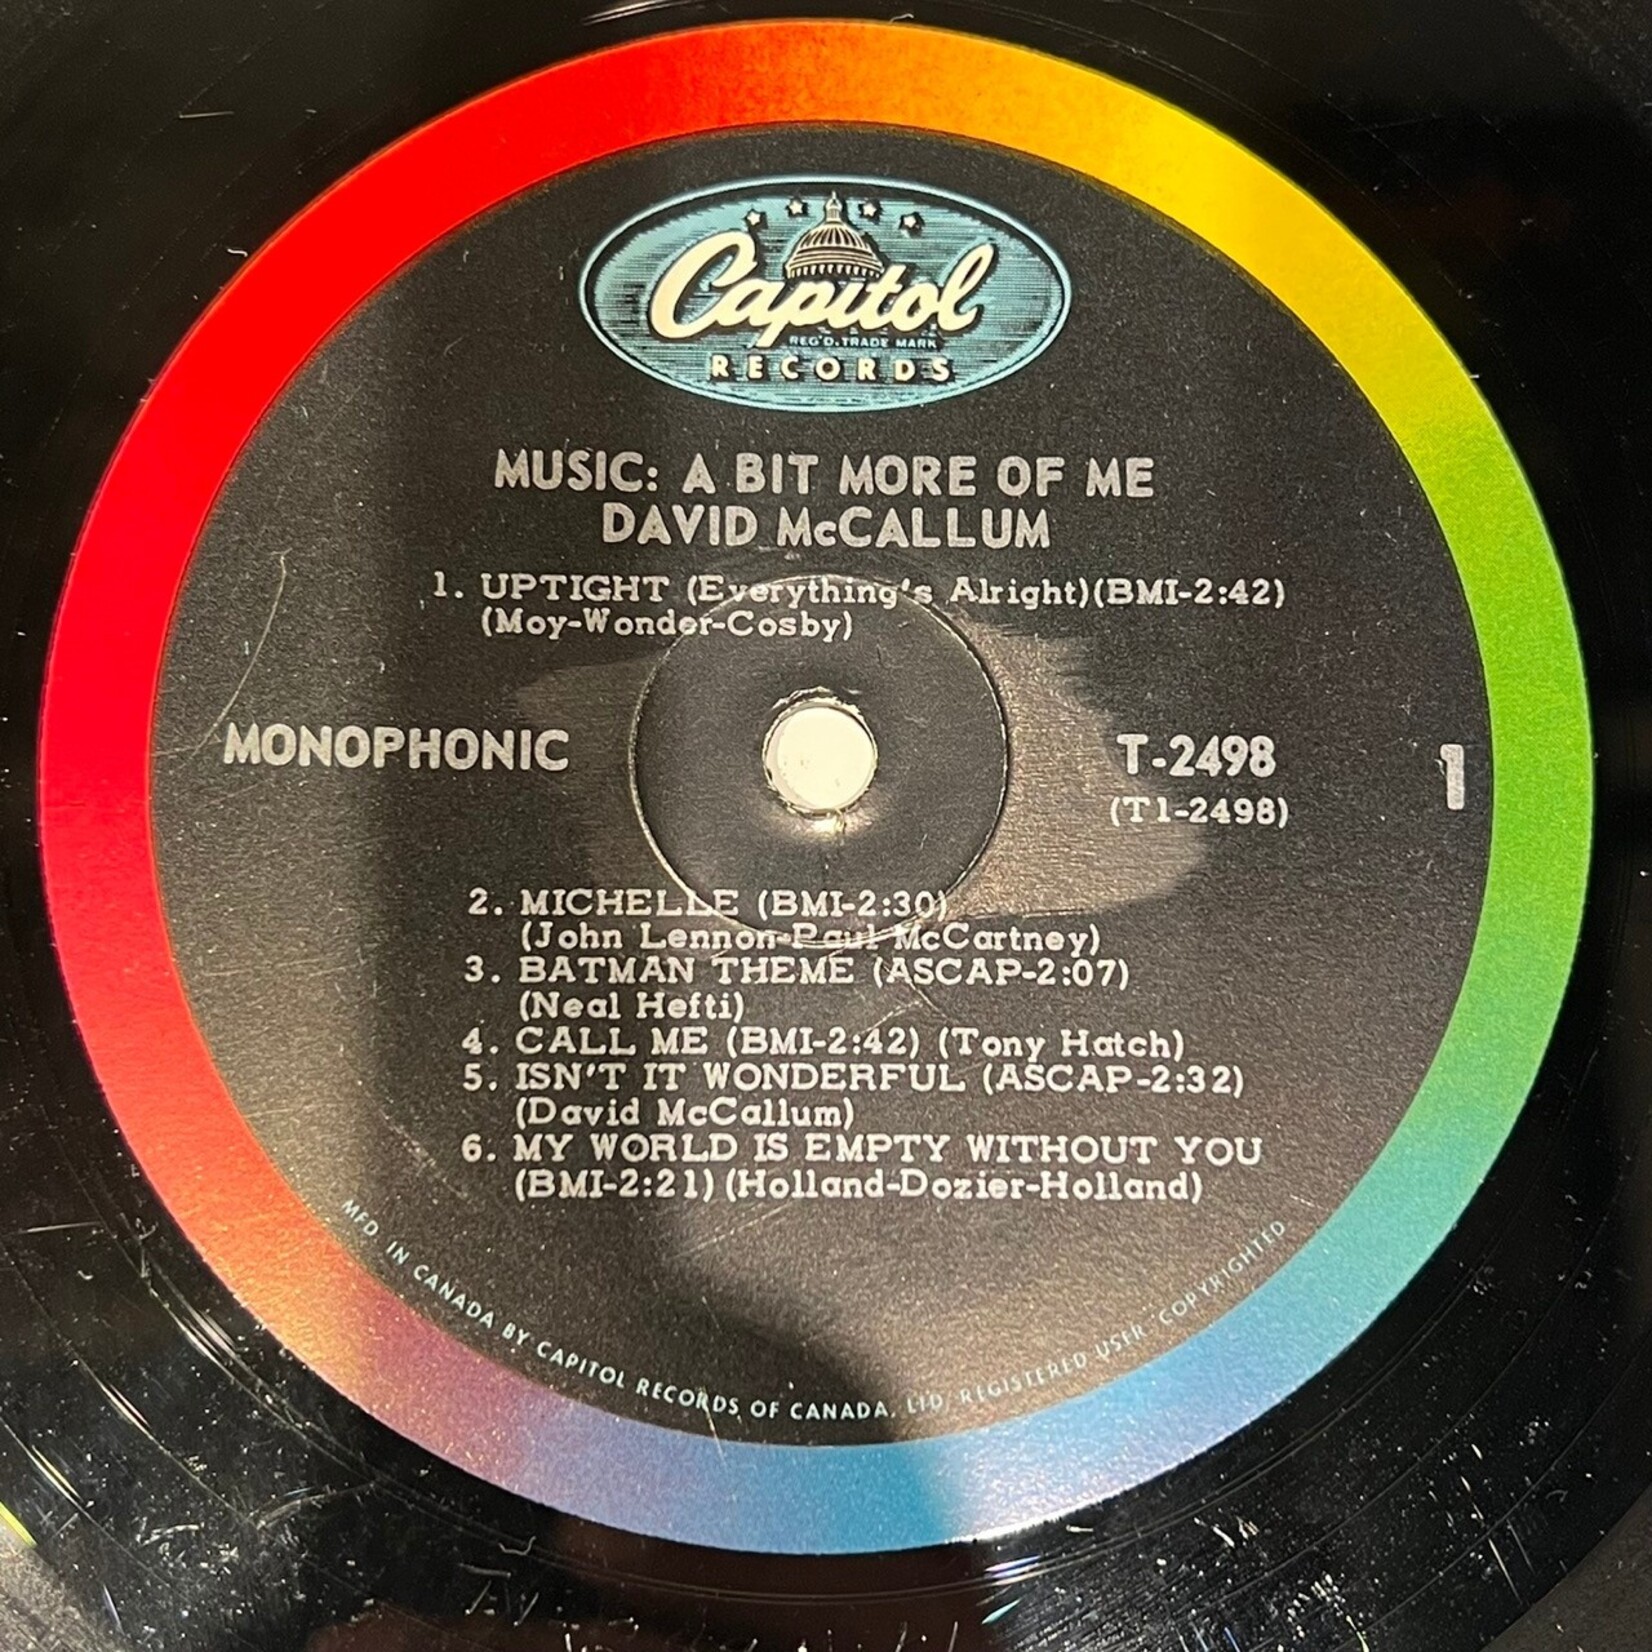 Capitol
REG'D. TRADE MARK
RECORDS
MUSIC: A BIT MORE OF ME
DAVID McCALLUM
1. UPTIGHT (Everything's Alright)(BMI-2:42)
(Moy-Wonder-Cosby)
MONOPHONIC
T-2498
(T1-2498)
1
2. MICHELLE (BMI-2:30)
(John Lennon-Paul McCartney)
3. BATMAN THEME (ASCAP-2:07)
(Neal Hefti)
4. CALL ME (BMI-2:42) (Tony Hatch)
5. ISN'T IT WONDERFUL (ASCAP-2:32)
(David McCallum)
6. MY WORLD IS EMPTY WITHOUT YOU
(BMI-2:21) (Holland-Dozier-Holland)
MFD. IN CANADA BY CAPITOL RECORDS OF CANADA, LTD. REGISTERED USER. COPYRIGHTED